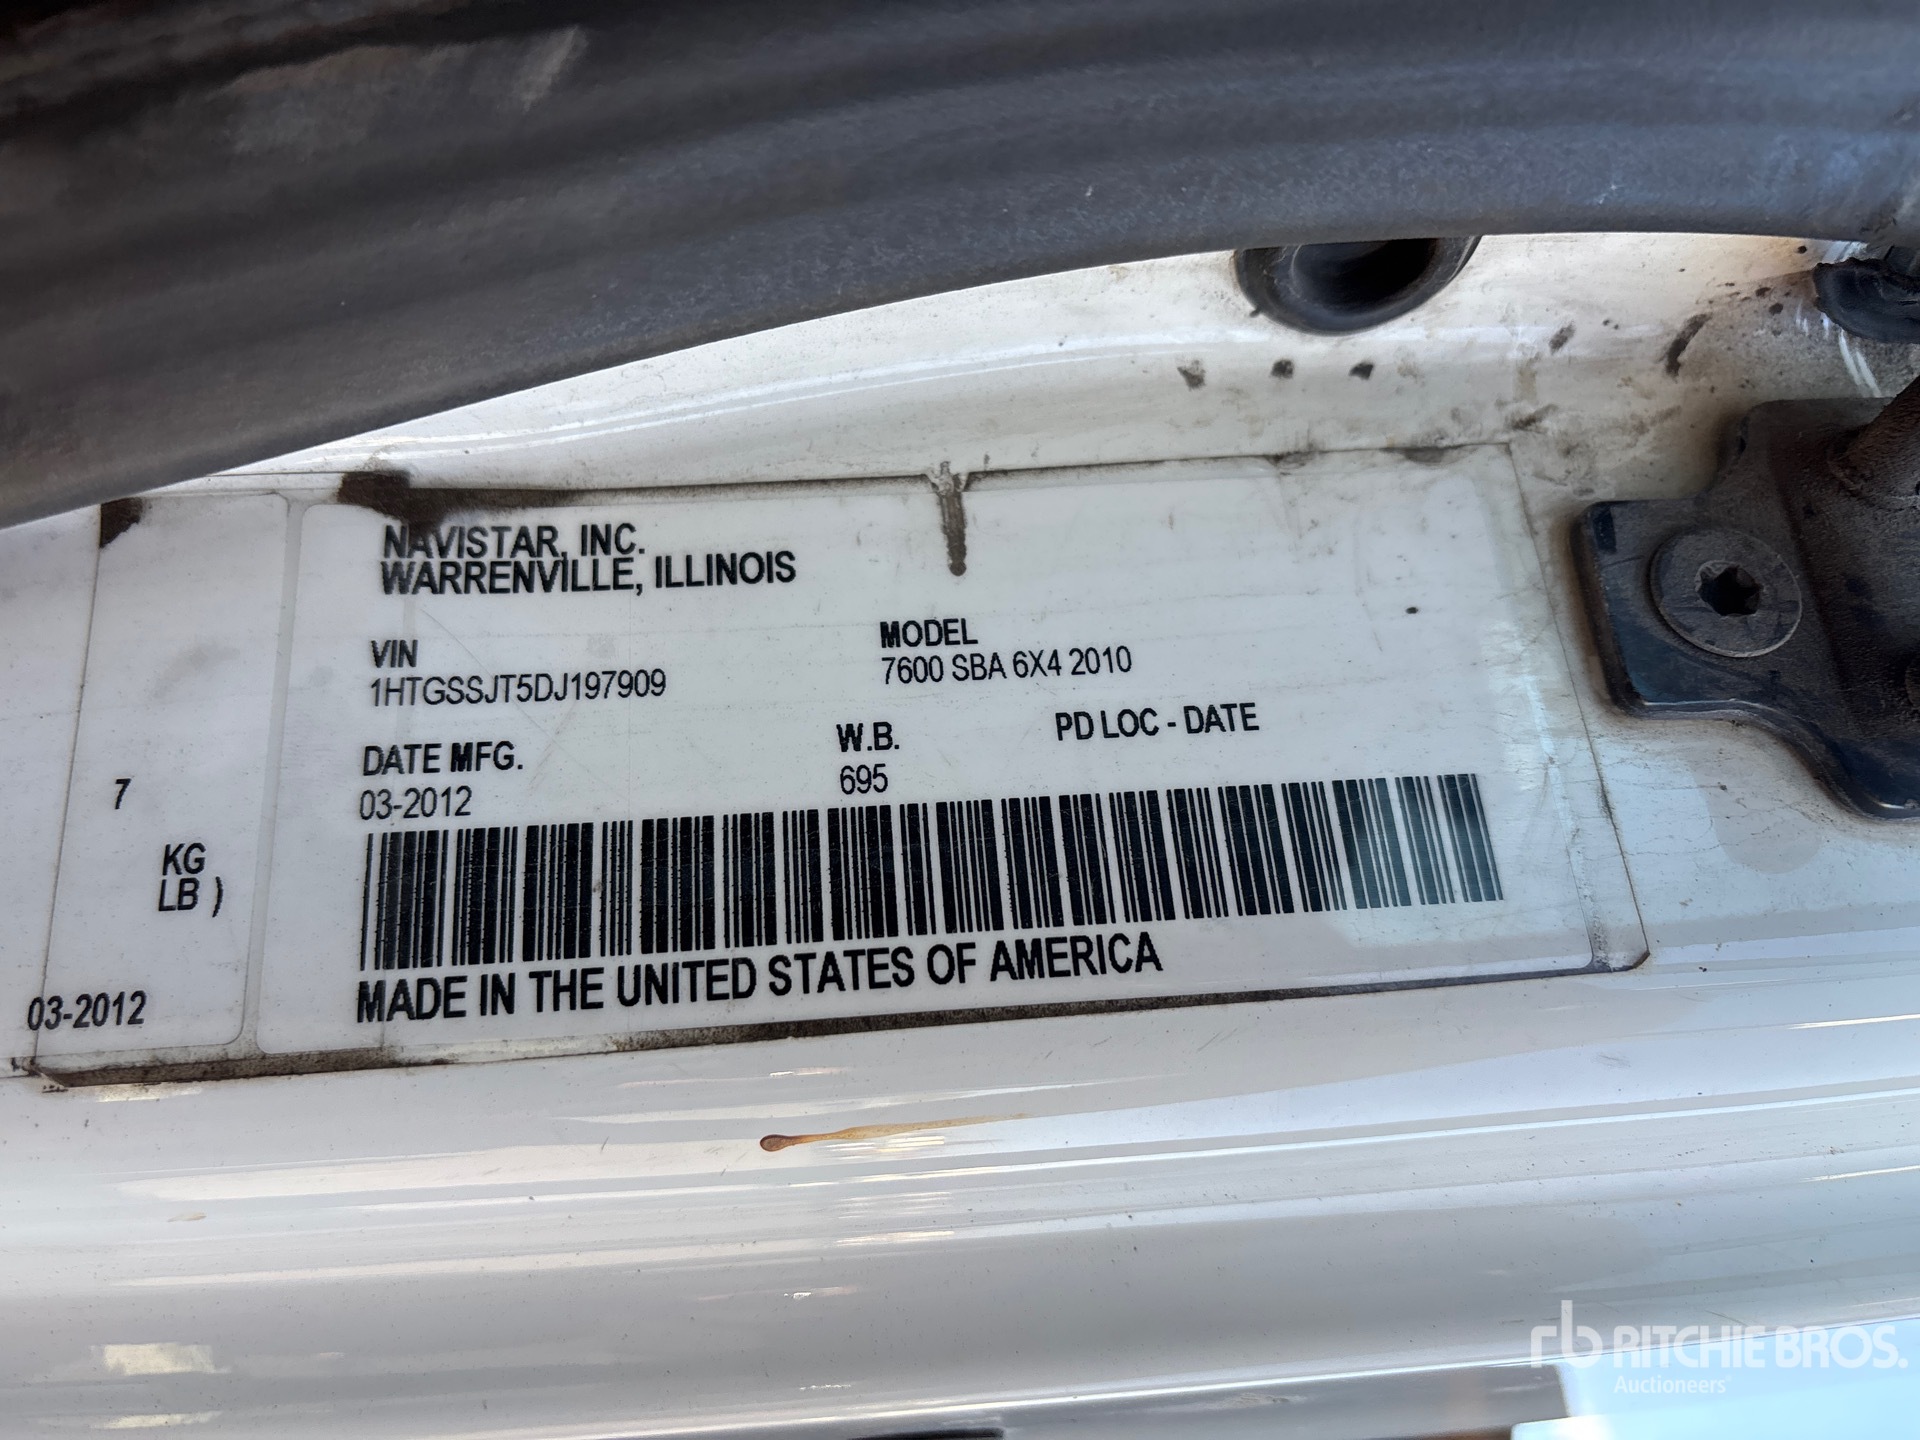 NAVISTAR, INC.
WARRENVILLE, ILLINOIS
VIN
1HTGSSJT5DJ197909
MODEL
7600 SBA 6X4 2010
DATE MFG.
03-2012
W.B.
695
PD LOC - DATE
MADE IN THE UNITED STATES OF AMERICA
7
KG
LB )
03-2012
rb RITCHIE BROS.
Auctioneers